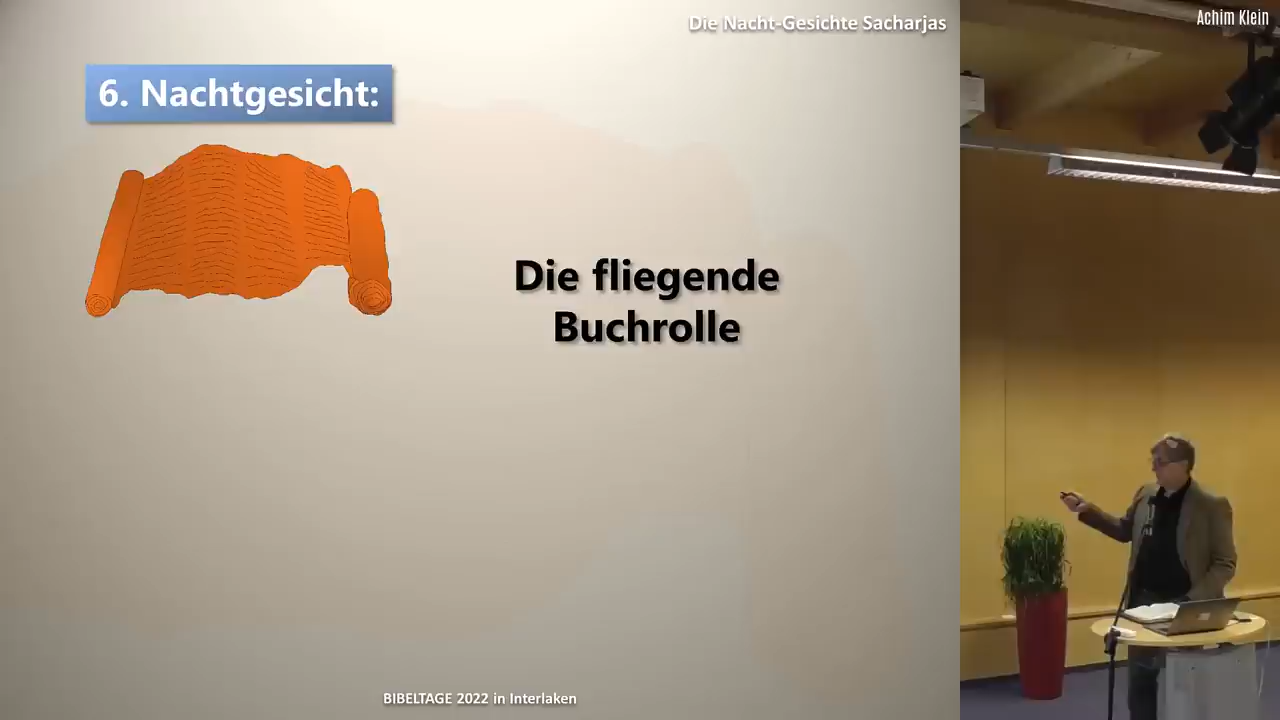 Die Nacht-Gesichte Sacharjas
Achim Klein
6. Nachtgesicht:
Die fliegende
Buchrolle
BIBELTAGE 2022 in Interlaken